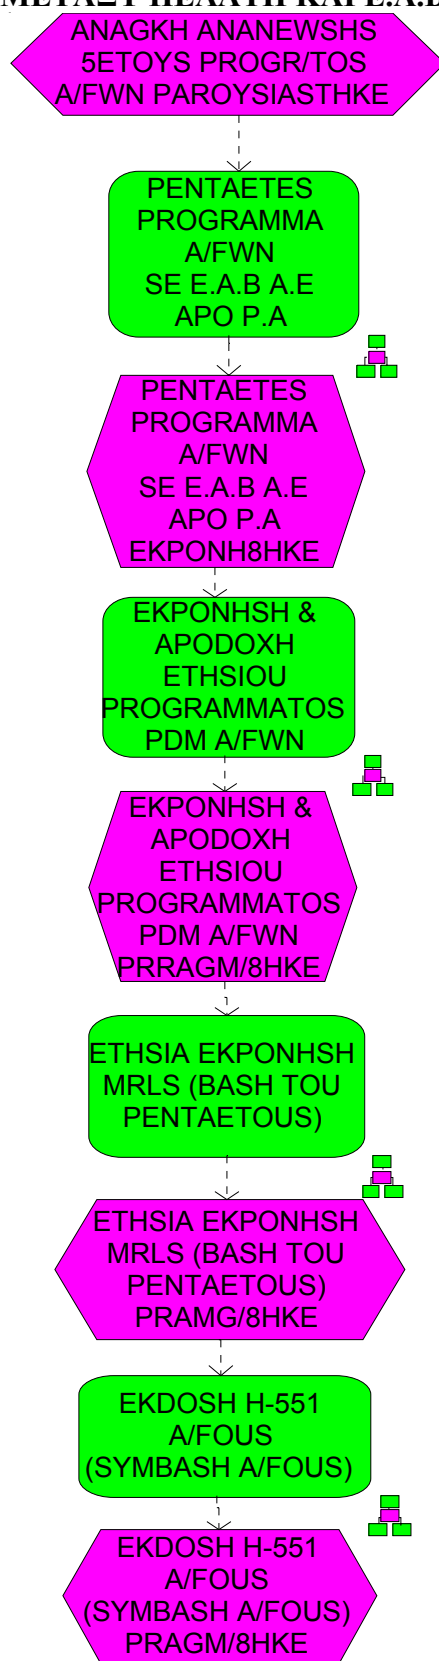 ΜΕΤΑΞΥ ΠΕΛΑΤΗ ΚΑΙ Ε.Α.Β
ANAGKH ANANEWSHS
5ETOYS PROGR/TOS
A/FWN PAROYSIASTHKE
PENTAETES
PROGRAMMA
A/FWN
SE E.A.B A.E
APO P.A
PENTAETES
PROGRAMMA
A/FWN
SE E.A.B A.E
APO P.A
EKPONH8HKE
EKPONHSH &
APODOXH
ETHSIOU
PROGRAMMATOS
PDM A/FWN
EKPONHSH &
APODOXH
ETHSIOU
PROGRAMMATOS
PDM A/FWN
PRRAGM/8HKE
ETHSIA EKPONHSH
MRLS (BASH TOU
PENTAETOUS)
ETHSIA EKPONHSH
MRLS (BASH TOU
PENTAETOUS)
PRAMG/8HKE
EKDOSH H-551
A/FOUS
(SYMBASH A/FOUS)
EKDOSH H-551
A/FOUS
(SYMBASH A/FOUS)
PRAGM/8HKE